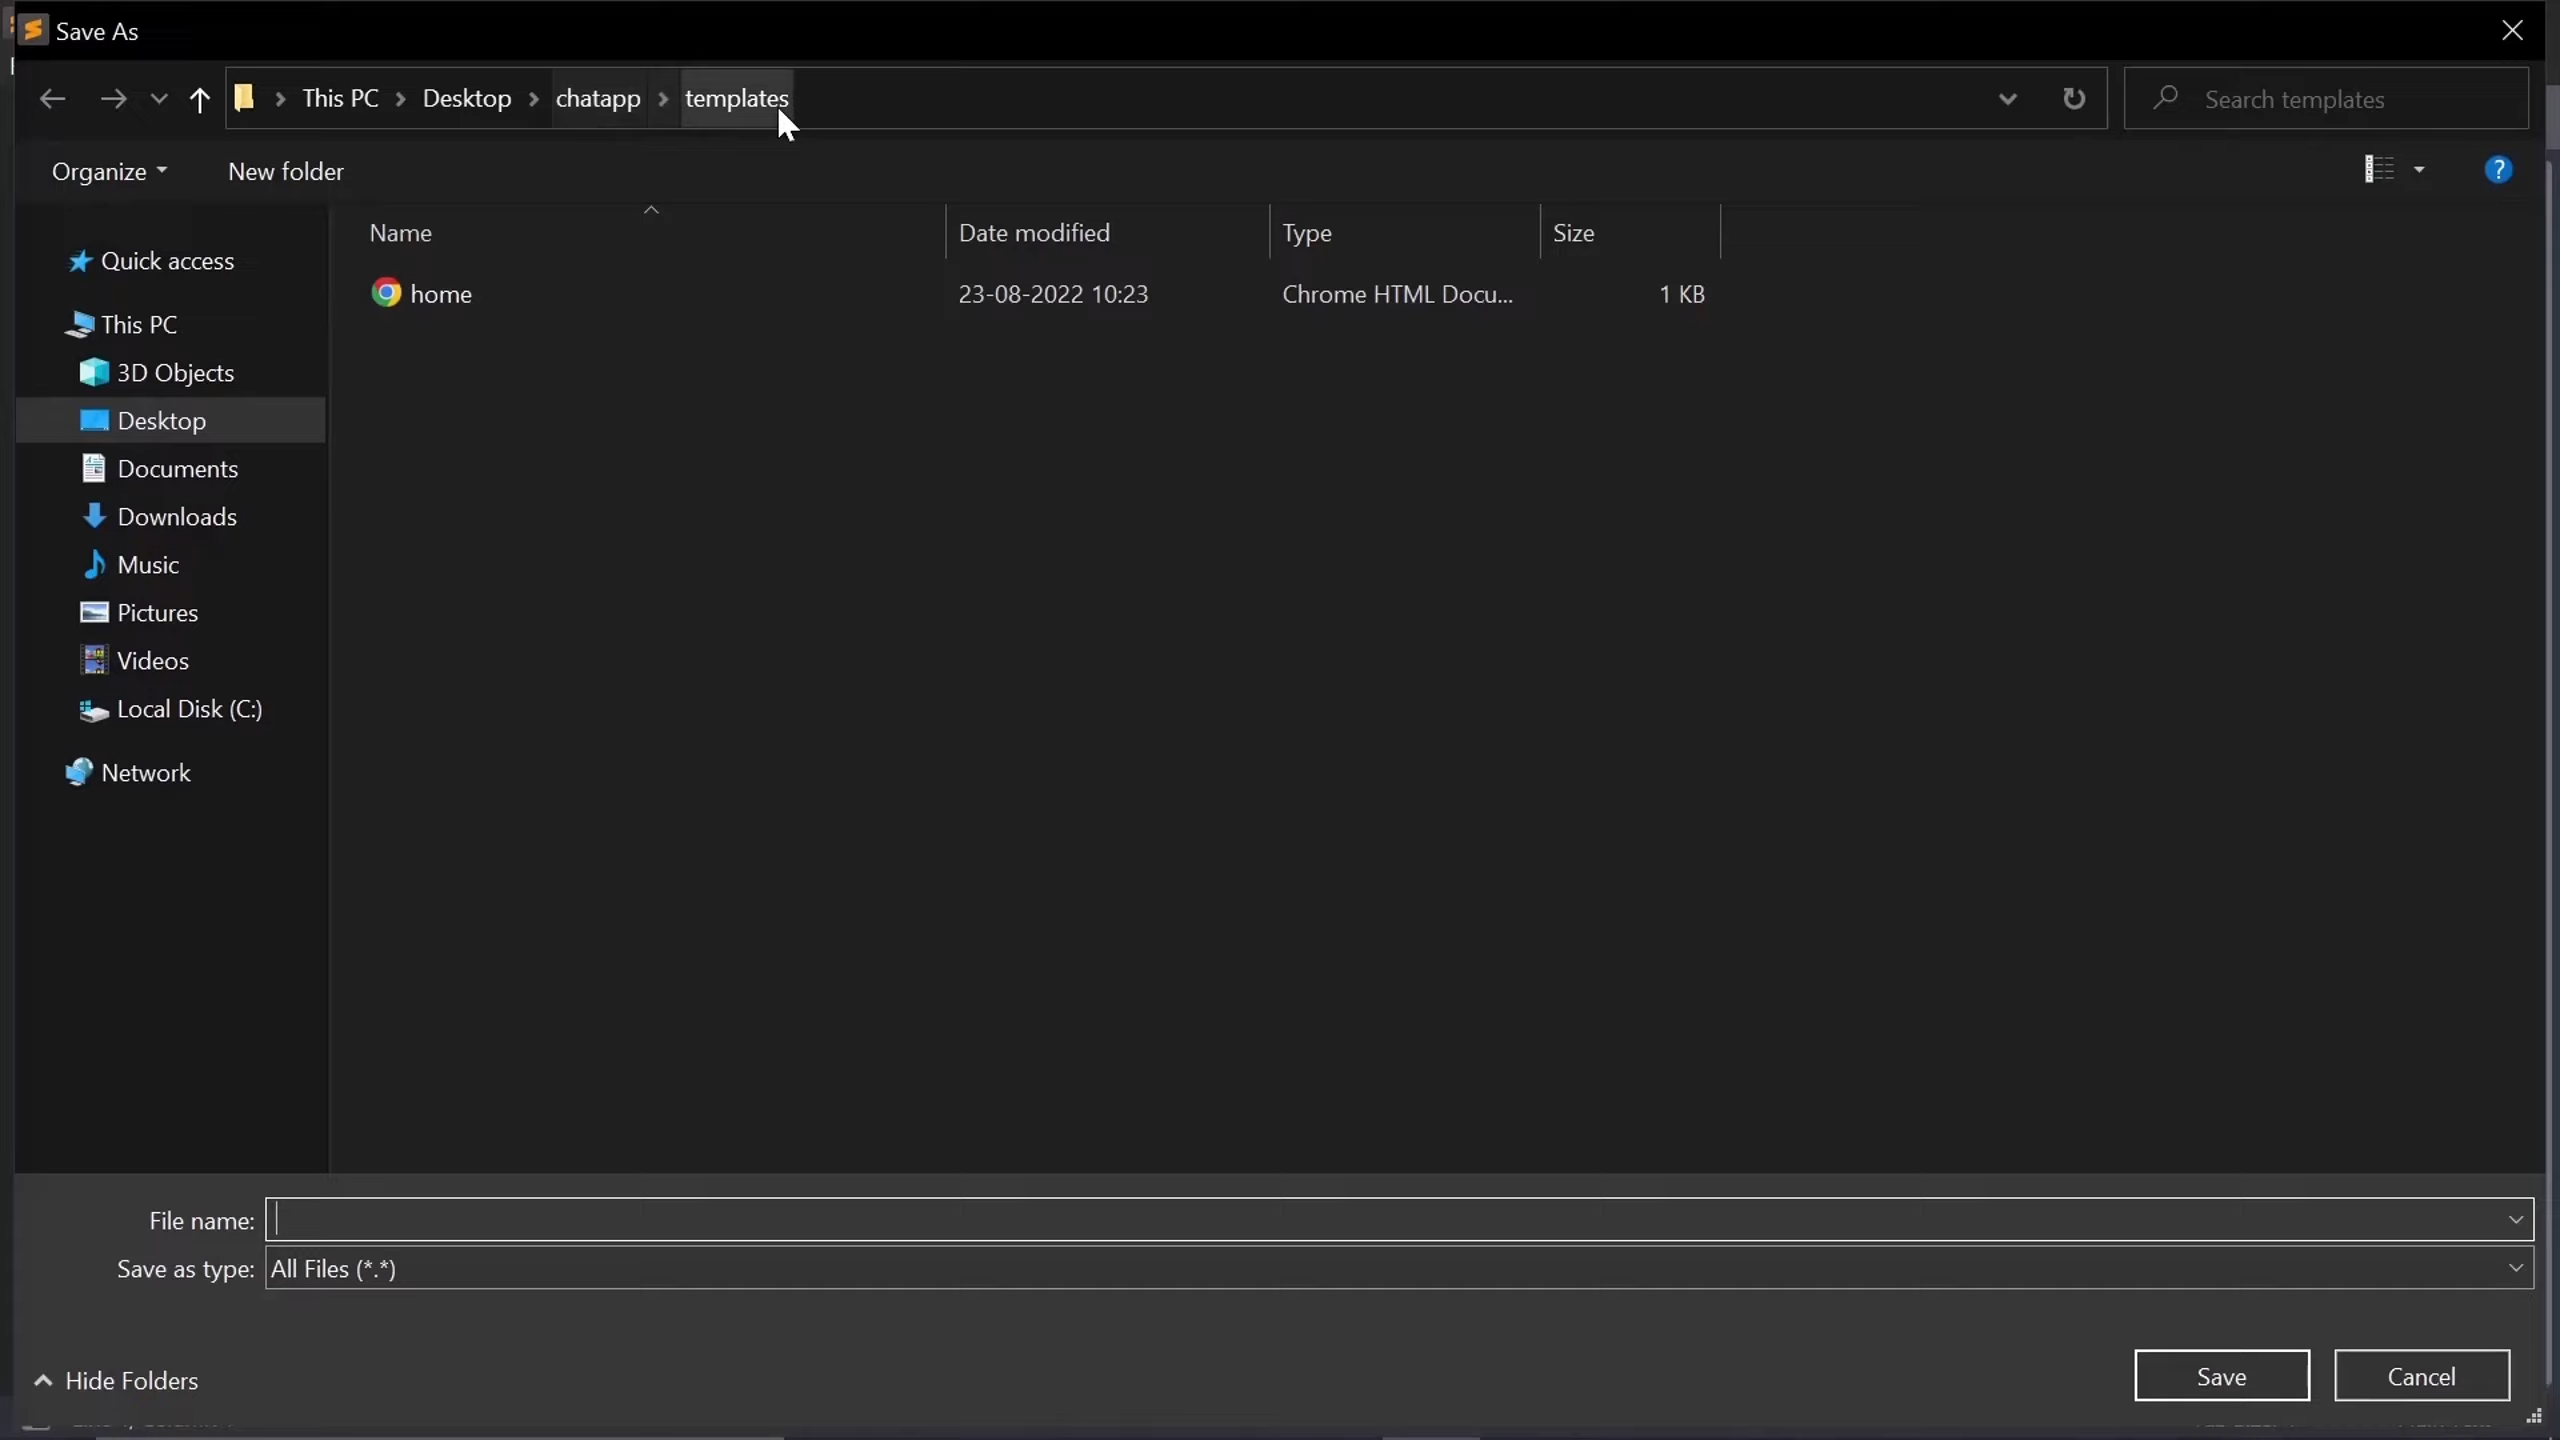 Save As
This PC > Desktop > chatapp > templates
Search templates
Organize
New folder
Name
Date modified
Type
Size
Quick access
home
23-08-2022 10:23
Chrome HTML Docu...
1 KB
This PC
3D Objects
Desktop
Documents
Downloads
Music
Pictures
Videos
Local Disk (C:)
Network
File name:
Save as type: All Files (*.*)
Hide Folders
Save
Cancel